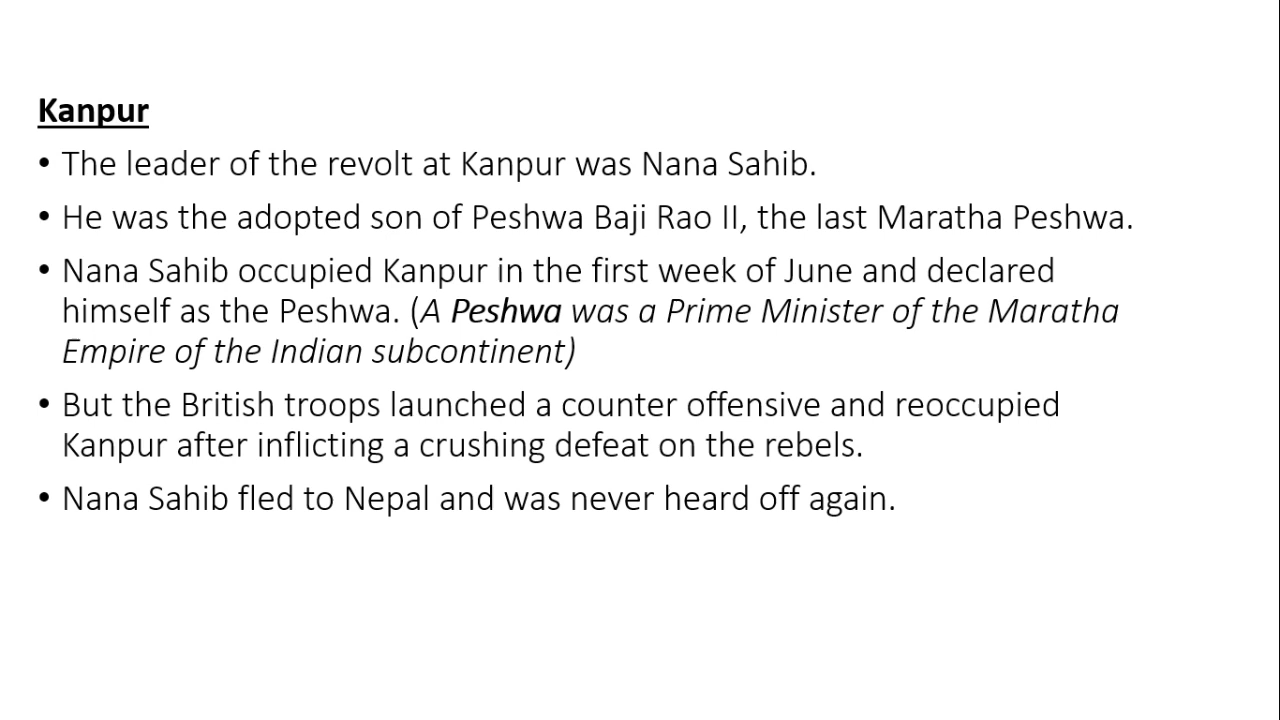 Kanpur
• The leader of the revolt at Kanpur was Nana Sahib.
• He was the adopted son of Peshwa Baji Rao II, the last Maratha Peshwa.
• Nana Sahib occupied Kanpur in the first week of June and declared
himself as the Peshwa. (A Peshwa was a Prime Minister of the Maratha
Empire of the Indian subcontinent)
• But the British troops launched a counter offensive and reoccupied
Kanpur after inflicting a crushing defeat on the rebels.
• Nana Sahib fled to Nepal and was never heard off again.